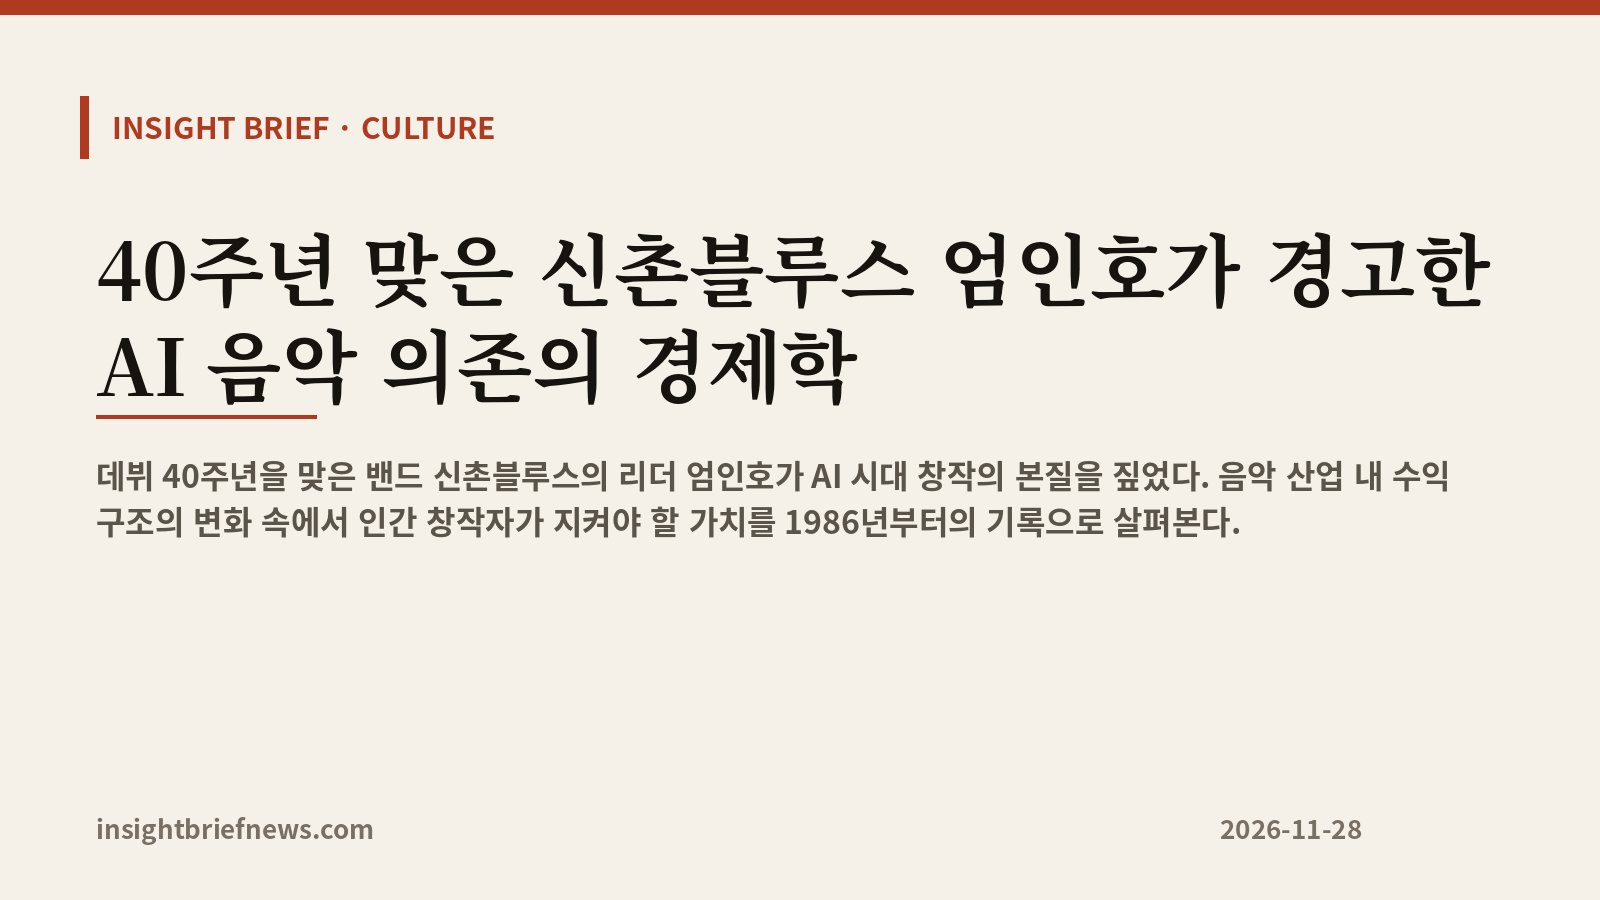 INSIGHT BRIEF · CULTURE
40주년 맞은 신촌블루스 엄인호가 경고한
AI 음악 의존의 경제학
데뷔 40주년을 맞은 밴드 신촌블루스의 리더 엄인호가 AI 시대 창작의 본질을 짚었다. 음악 산업 내 수익
구조의 변화 속에서 인간 창작자가 지켜야 할 가치를 1986년부터의 기록으로 살펴본다.
insightbriefnews.com
2026-11-28